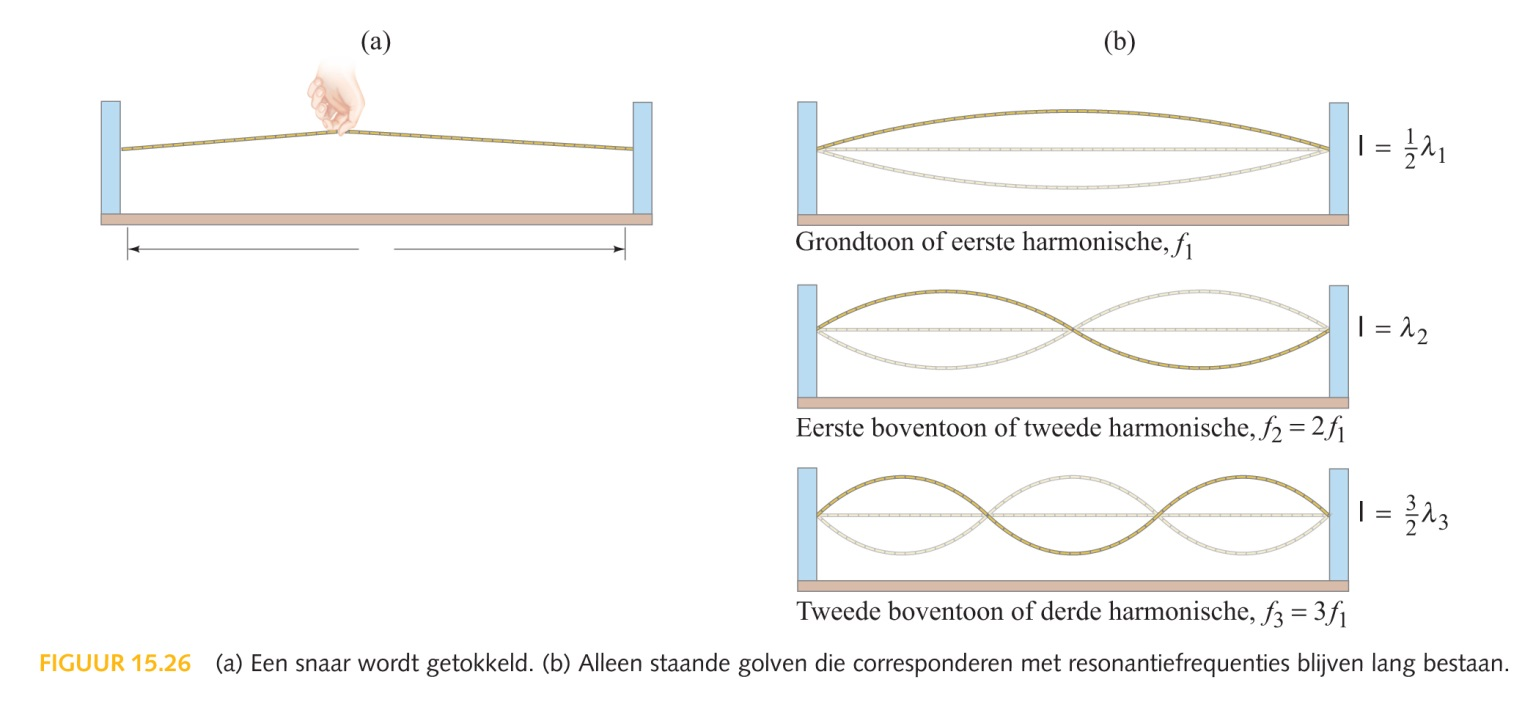 (a)
(b)
l = 1/2 λ₁
Grondtoon of eerste harmonische, f₁
l = λ₂
Eerste boventoon of tweede harmonische, f₂ = 2f₁
l = 3/2 λ₃
Tweede boventoon of derde harmonische, f₃ = 3f₁
FIGUUR 15.26 (a) Een snaar wordt getokkeld. (b) Alleen staande golven die corresponderen met resonantiefrequenties blijven lang bestaan.